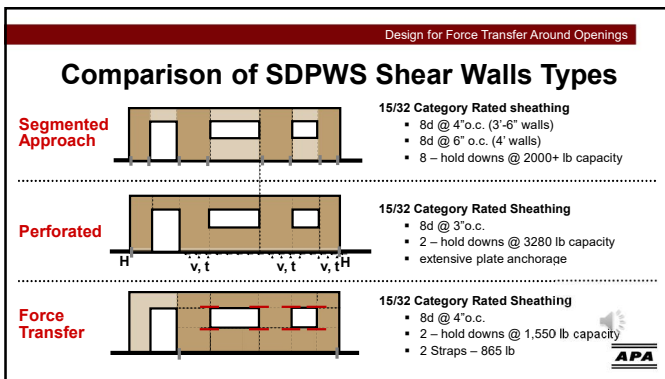 Design for Force Transfer Around Openings
Comparison of SDPWS Shear Walls Types
Segmented
Approach
15/32 Category Rated sheathing
▪ 8d @ 4”o.c. (3’-6” walls)
▪ 8d @ 6” o.c. (4’ walls)
▪ 8 – hold downs @ 2000+ lb capacity
Perforated
H
v, t
v, t
v, t
H
15/32 Category Rated Sheathing
▪ 8d @ 3”o.c.
▪ 2 – hold downs @ 3280 lb capacity
▪ extensive plate anchorage
Force
Transfer
15/32 Category Rated Sheathing
▪ 8d @ 4”o.c.
▪ 2 – hold downs @ 1,550 lb capacity
▪ 2 Straps – 865 lb
APA